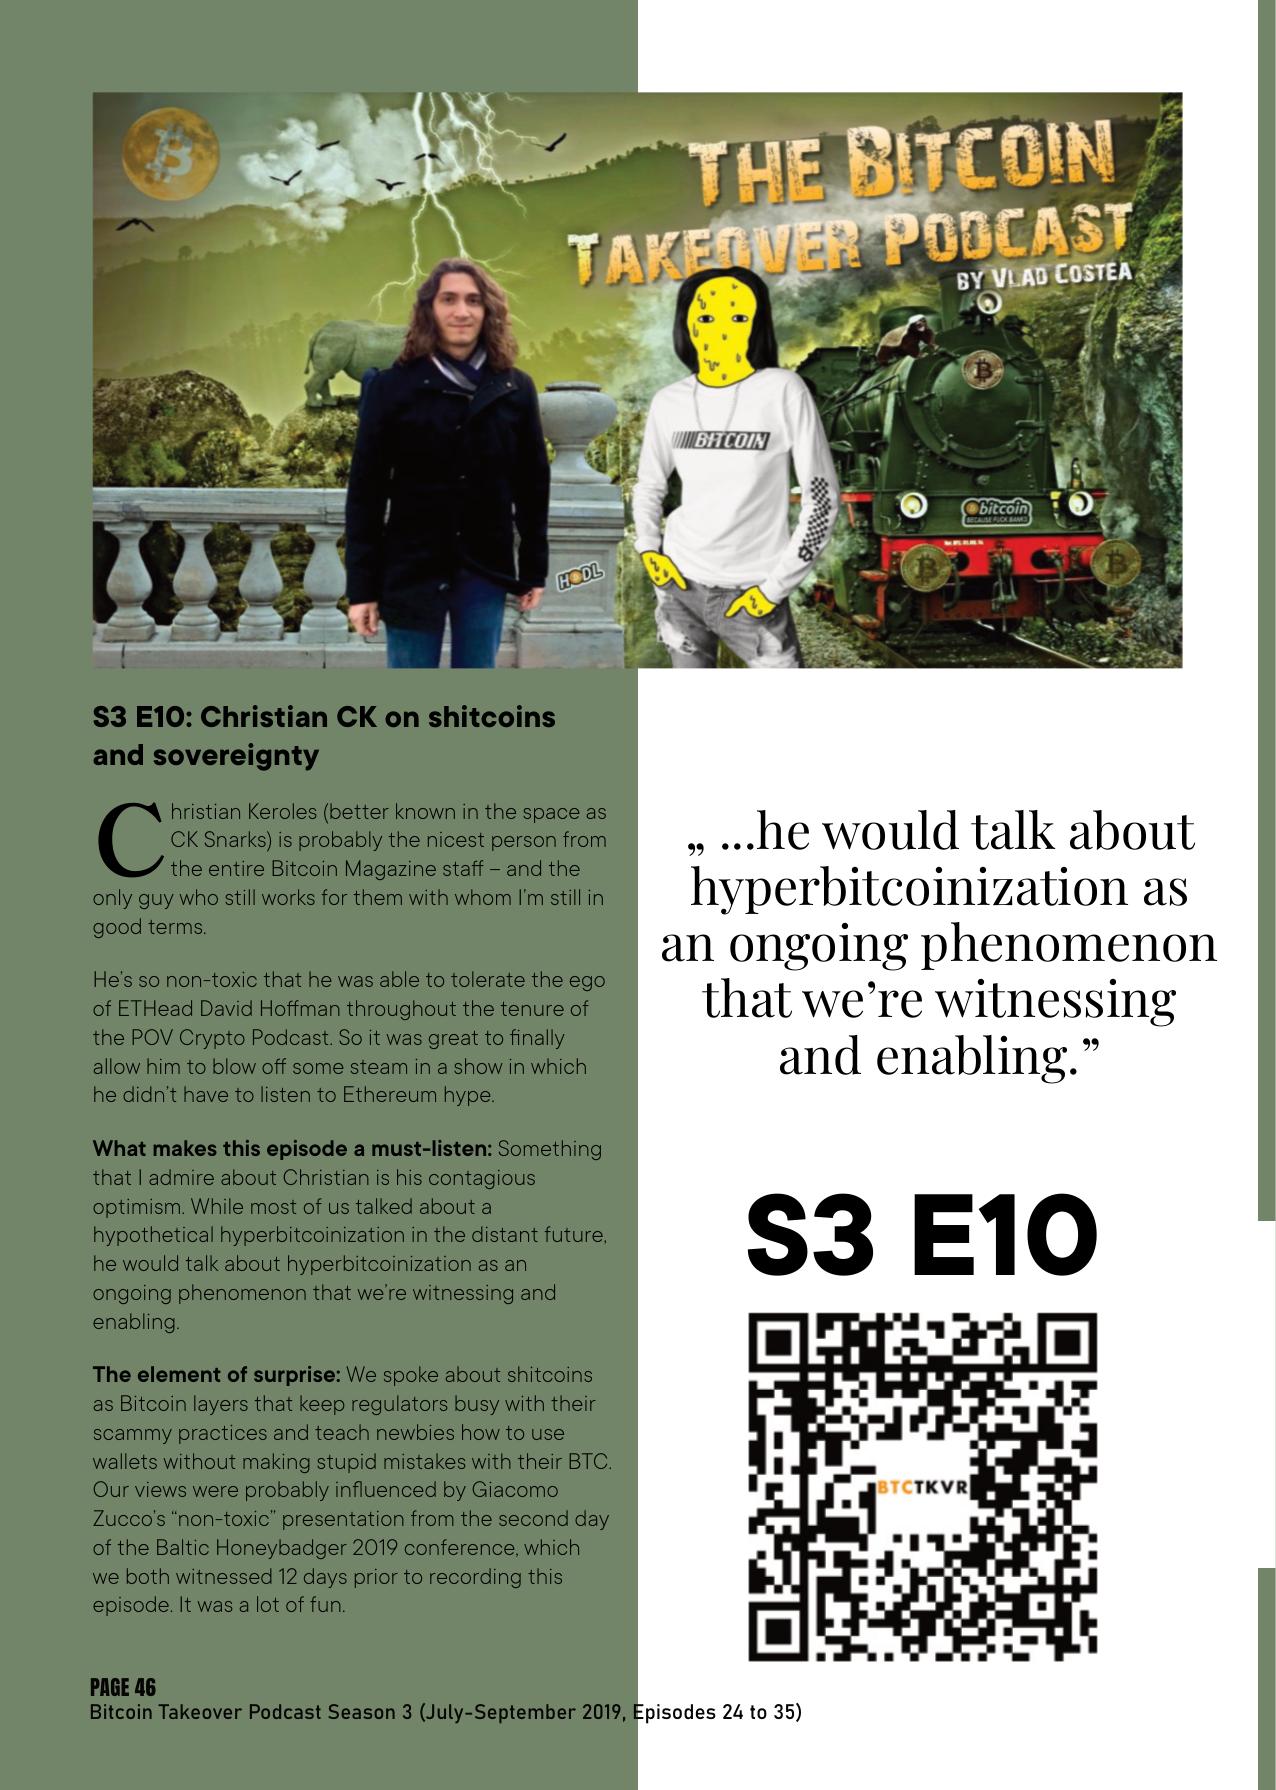 THE BITCOIN
TAKEOVER PODCAST
BY VLAD COSTEA
BITCOIN
bitcoin
BECAUSE FUCK BANKS
HODL
S3 E10: Christian CK on shitcoins
and sovereignty
Christian Keroles (better known in the space as
CK Snarks) is probably the nicest person from
the entire Bitcoin Magazine staff – and the
only guy who still works for them with whom I'm still in
good terms.
He's so non-toxic that he was able to tolerate the ego
of ETHead David Hoffman throughout the tenure of
the POV Crypto Podcast. So it was great to finally
allow him to blow off some steam in a show in which
he didn't have to listen to Ethereum hype.
What makes this episode a must-listen: Something
that I admire about Christian is his contagious
optimism. While most of us talked about a
hypothetical hyperbitcoinization in the distant future,
he would talk about hyperbitcoinization as an
ongoing phenomenon that we're witnessing and
enabling.
The element of surprise: We spoke about shitcoins
as Bitcoin layers that keep regulators busy with their
scammy practices and teach newbies how to use
wallets without making stupid mistakes with their BTC.
Our views were probably influenced by Giacomo
Zucco's “non-toxic” presentation from the second day
of the Baltic Honeybadger 2019 conference, which
we both witnessed 12 days prior to recording this
episode. It was a lot of fun.
„ ...he would talk about
hyperbitcoinization as
an ongoing phenomenon
that we’re witnessing
and enabling.”
S3 E10
BTCTKVR
PAGE 46
Bitcoin Takeover Podcast Season 3 (July-September 2019, Episodes 24 to 35)